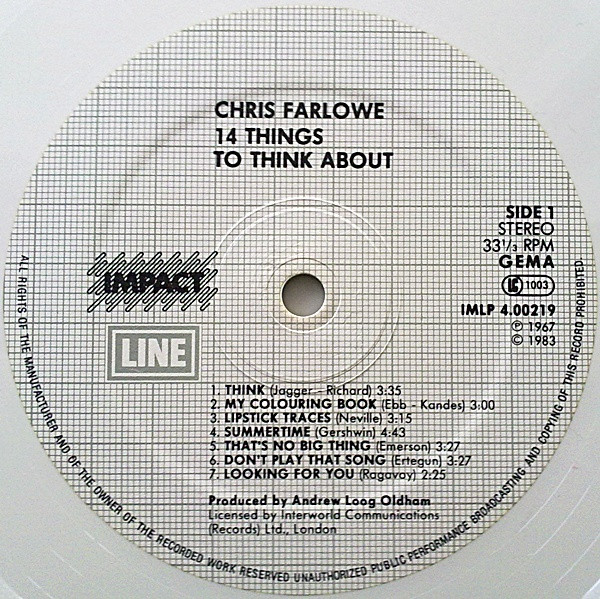 CHRIS FARLOWE
14 THINGS
TO THINK ABOUT
SIDE 1
STEREO
33 1/3 RPM
GEMA
LC 1003
IMLP 4.00219
Ⓟ 1967
© 1983
IMPACT
LINE
1. THINK (Jagger - Richard) 3:35
2. MY COLOURING BOOK (Ebb - Kandes) 3:00
3. LIPSTICK TRACES (Neville) 3:15
4. SUMMERTIME (Gershwin) 4:43
5. THAT'S NO BIG THING (Emerson) 3:27
6. DON'T PLAY THAT SONG (Ertegun) 3:27
7. LOOKING FOR YOU (Ragavoy) 2:25
Produced by Andrew Loog Oldham
Licensed by Interworld Communications
(Records) Ltd., London
ALL RIGHTS OF THE MANUFACTURER AND OF THE OWNER OF THE RECORDED WORK RESERVED UNAUTHORIZED PUBLIC PERFORMANCE BROADCASTING AND COPYING OF THIS RECORD PROHIBITED.